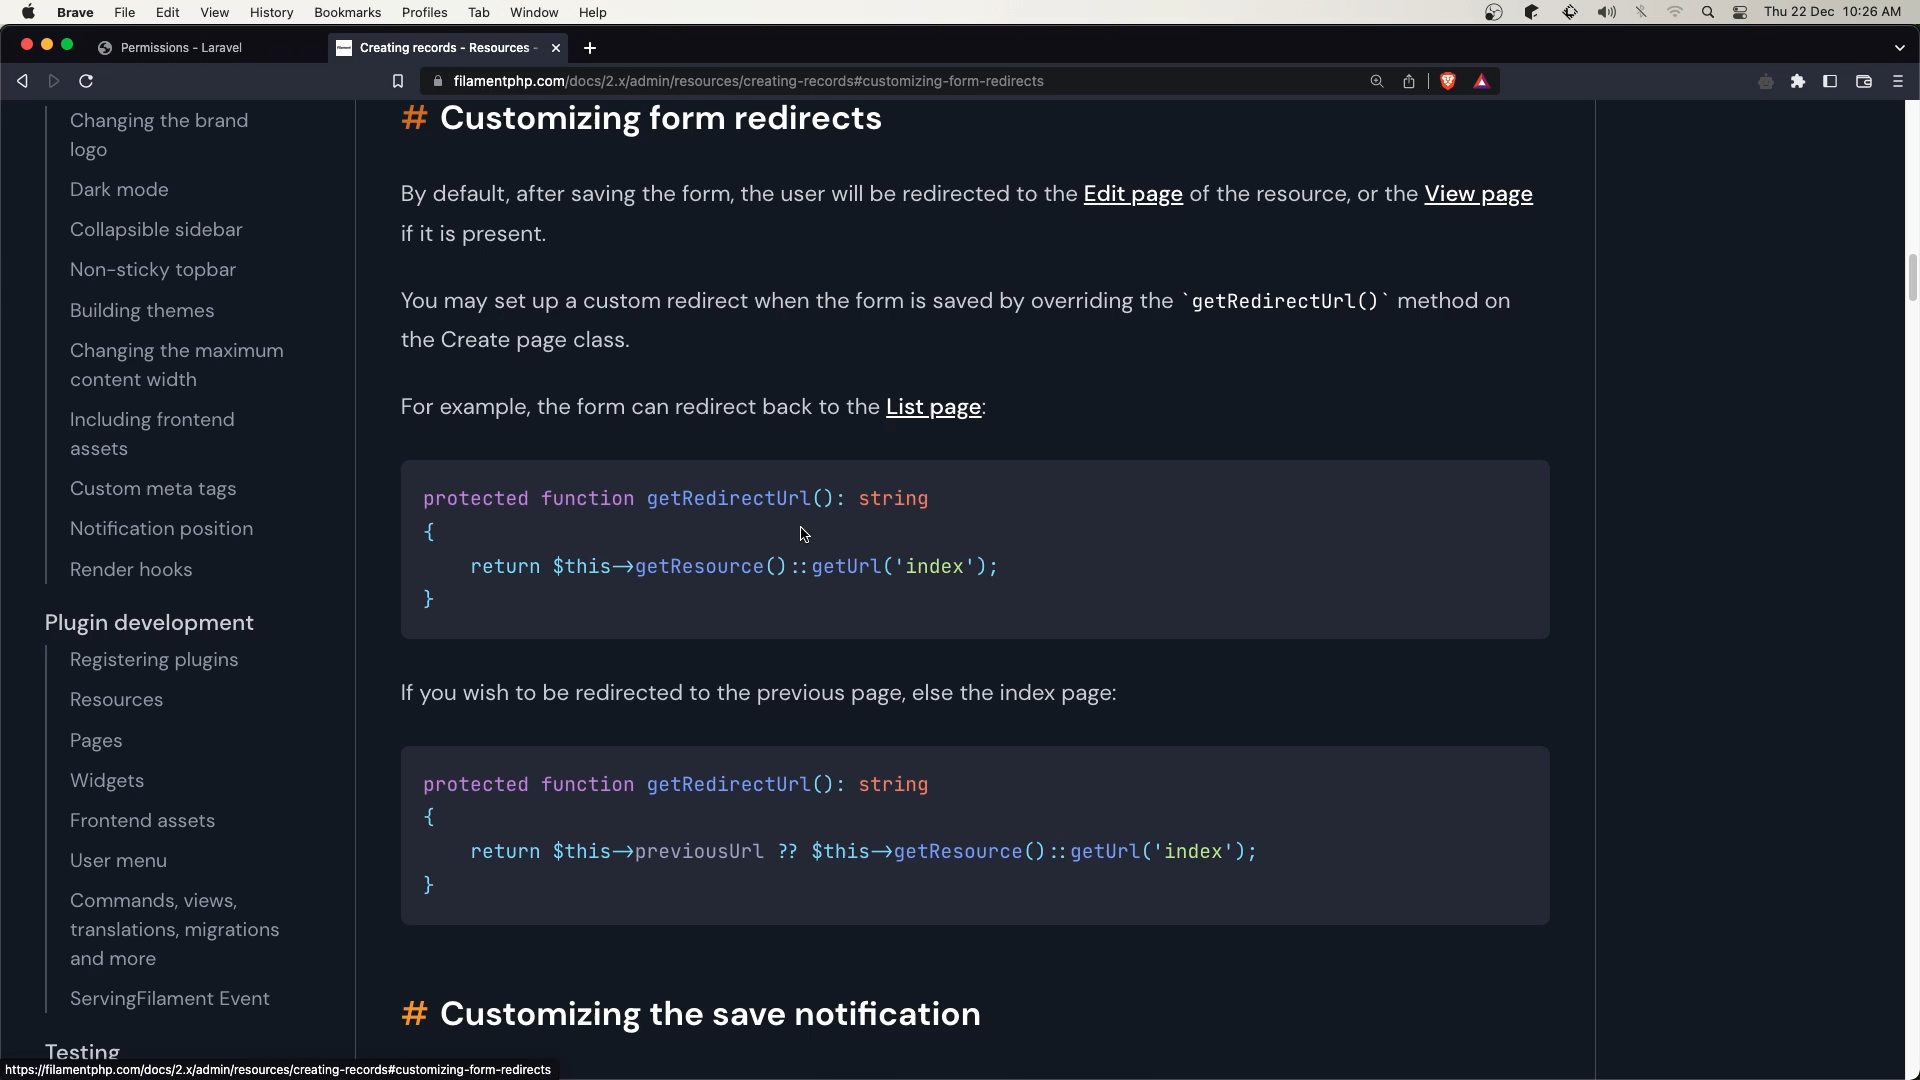 Brave File Edit View History Bookmarks Profiles Tab Window Help Thu 22 Dec 10:26 AM
Permissions - Laravel
Creating records - Resources -
filamentphp.com/docs/2.x/admin/resources/creating-records#customizing-form-redirects
Changing the brand
logo
Dark mode
Collapsible sidebar
Non-sticky topbar
Building themes
Changing the maximum
content width
Including frontend
assets
Custom meta tags
Notification position
Render hooks
Plugin development
Registering plugins
Resources
Pages
Widgets
Frontend assets
User menu
Commands, views,
translations, migrations
and more
ServingFilament Event
Testing
# Customizing form redirects
By default, after saving the form, the user will be redirected to the Edit page of the resource, or the View page
if it is present.
You may set up a custom redirect when the form is saved by overriding the `getRedirectUrl()` method on
the Create page class.
For example, the form can redirect back to the List page:
protected function getRedirectUrl(): string
{
return $this->getResource()::getUrl('index');
}
If you wish to be redirected to the previous page, else the index page:
protected function getRedirectUrl(): string
{
return $this->previousUrl ?? $this->getResource()::getUrl('index');
}
# Customizing the save notification
https://filamentphp.com/docs/2.x/admin/resources/creating-records#customizing-form-redirects